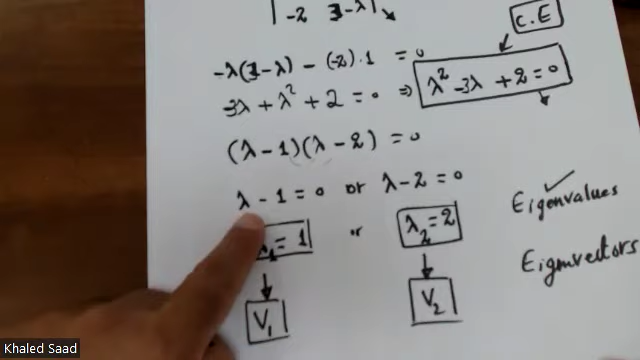 -2 3-λ
C.E
-λ(3-λ) - (-2)·1 = 0
3λ + λ² + 2 = 0 ⇒ λ² - 3λ + 2 = 0
(λ-1)(λ-2) = 0
λ - 1 = 0 or λ - 2 = 0
Eigenvalues
= 1 or λ₂ = 2
Eigenvectors
V₁ V₂
Khaled Saad